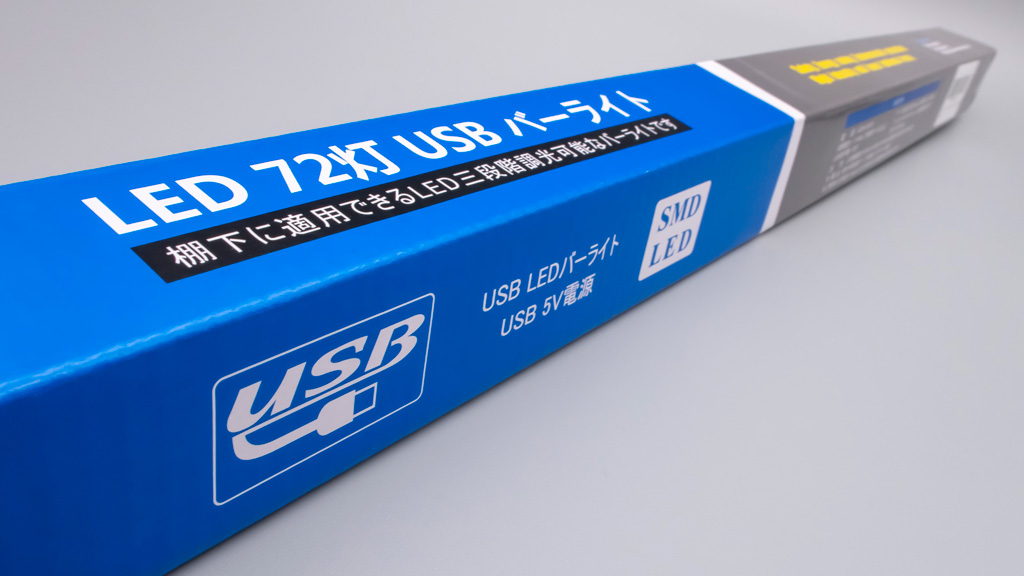 LED 72灯 USB バーライト
棚下に適用できるLED三段階調光可能なバーライトです
USB
USB LEDバーライト
USB 5V電源
SMD
LED